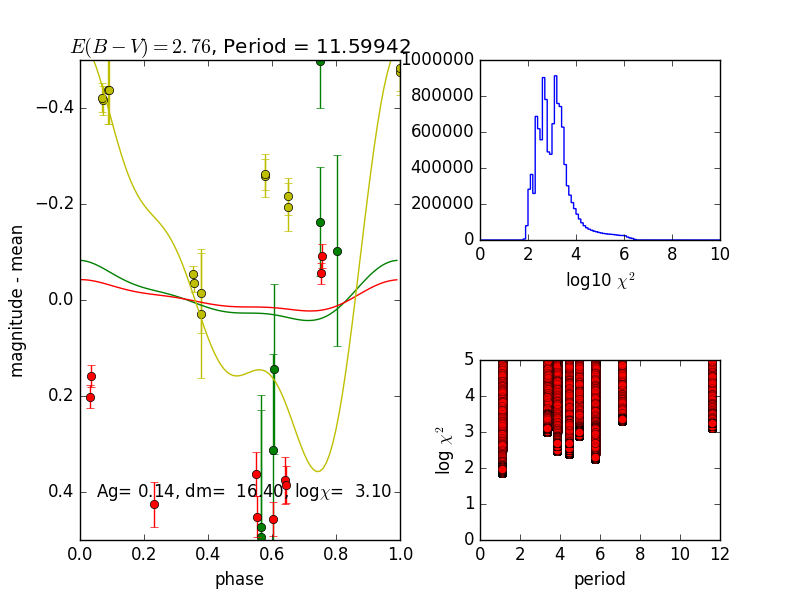 E(B − V) = 2.76, Period = 11.59942
−0.4
−0.2
0.0
0.2
0.4
magnitude - mean
Ag= 0.14, dm= 16.40, logχ= 3.10
0.0 0.2 0.4 0.6 0.8 1.0
phase
1000000
800000
600000
400000
200000
0
0 2 4 6 8 10
log10 χ²
5
4
3
2
1
0
log χ²
0 2 4 6 8 10 12
period